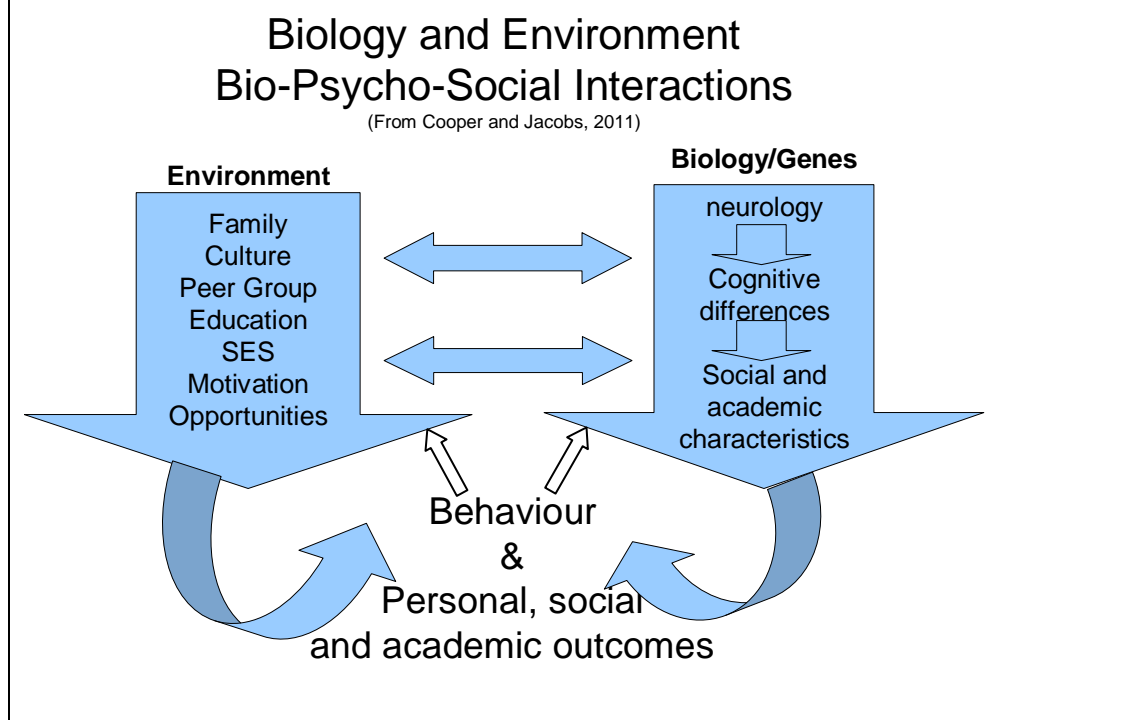 Biology and Environment
Bio-Psycho-Social Interactions
(From Cooper and Jacobs, 2011)
Environment
Family
Culture
Peer Group
Education
SES
Motivation
Opportunities
Biology/Genes
neurology
Cognitive
differences
Social and
academic
characteristics
Behaviour
&
Personal, social
and academic outcomes